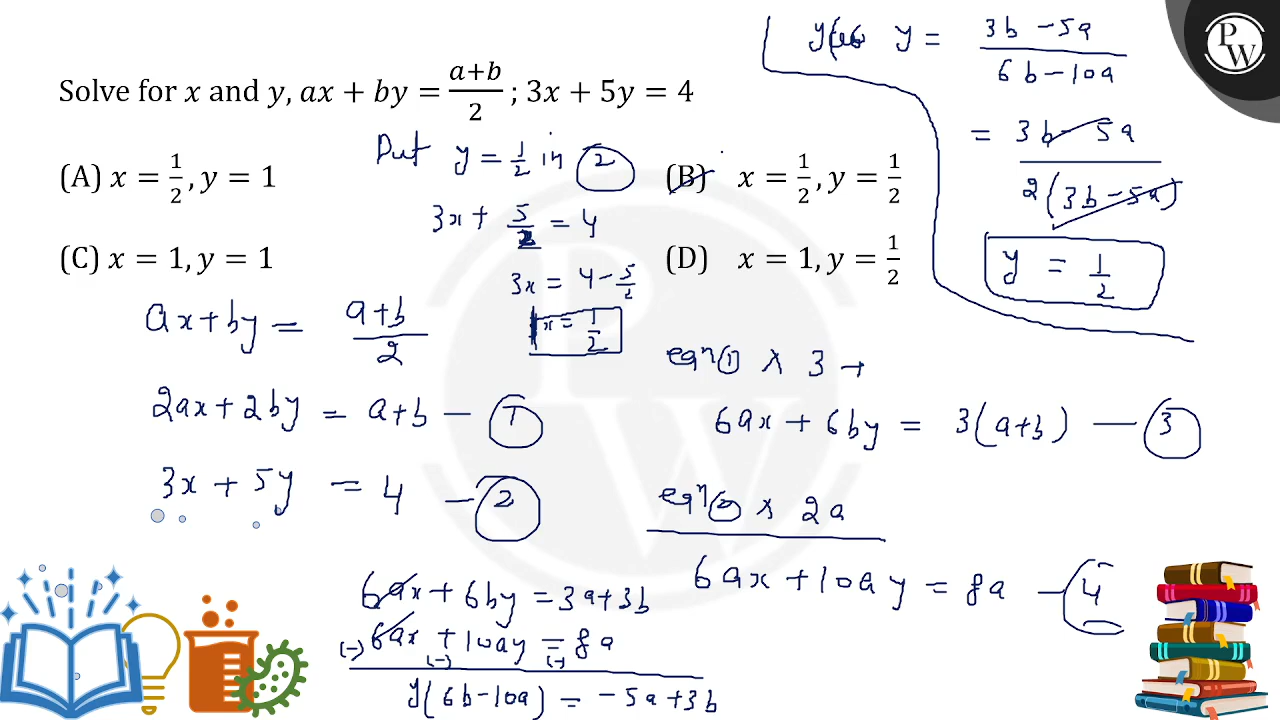 Solve for x and y, ax + by = (a+b)/2 ; 3x + 5y = 4
(A) x = 1/2, y = 1
(B) x = 1/2, y = 1/2
(C) x = 1, y = 1
(D) x = 1, y = 1/2
ax + by = (a+b)/2
2ax + 2by = a+b — ①
3x + 5y = 4 — ②
eqn ① × 3 →
6ax + 6by = 3(a+b) — ③
eqn ② × 2a
6ax + 10ay = 8a — ④
6ax + 6by = 3a+3b
6ax + 10ay = 8a
(-) (-) (-)
y(6b-10a) = -5a+3b
y = (3b-5a)/(6b-10a)
= (3b-5a)/2(3b-5a)
y = 1/2
Put y = 1/2 in ②
3x + 5/2 = 4
3x = 4 - 5/2
x = 1/2
PW
PW